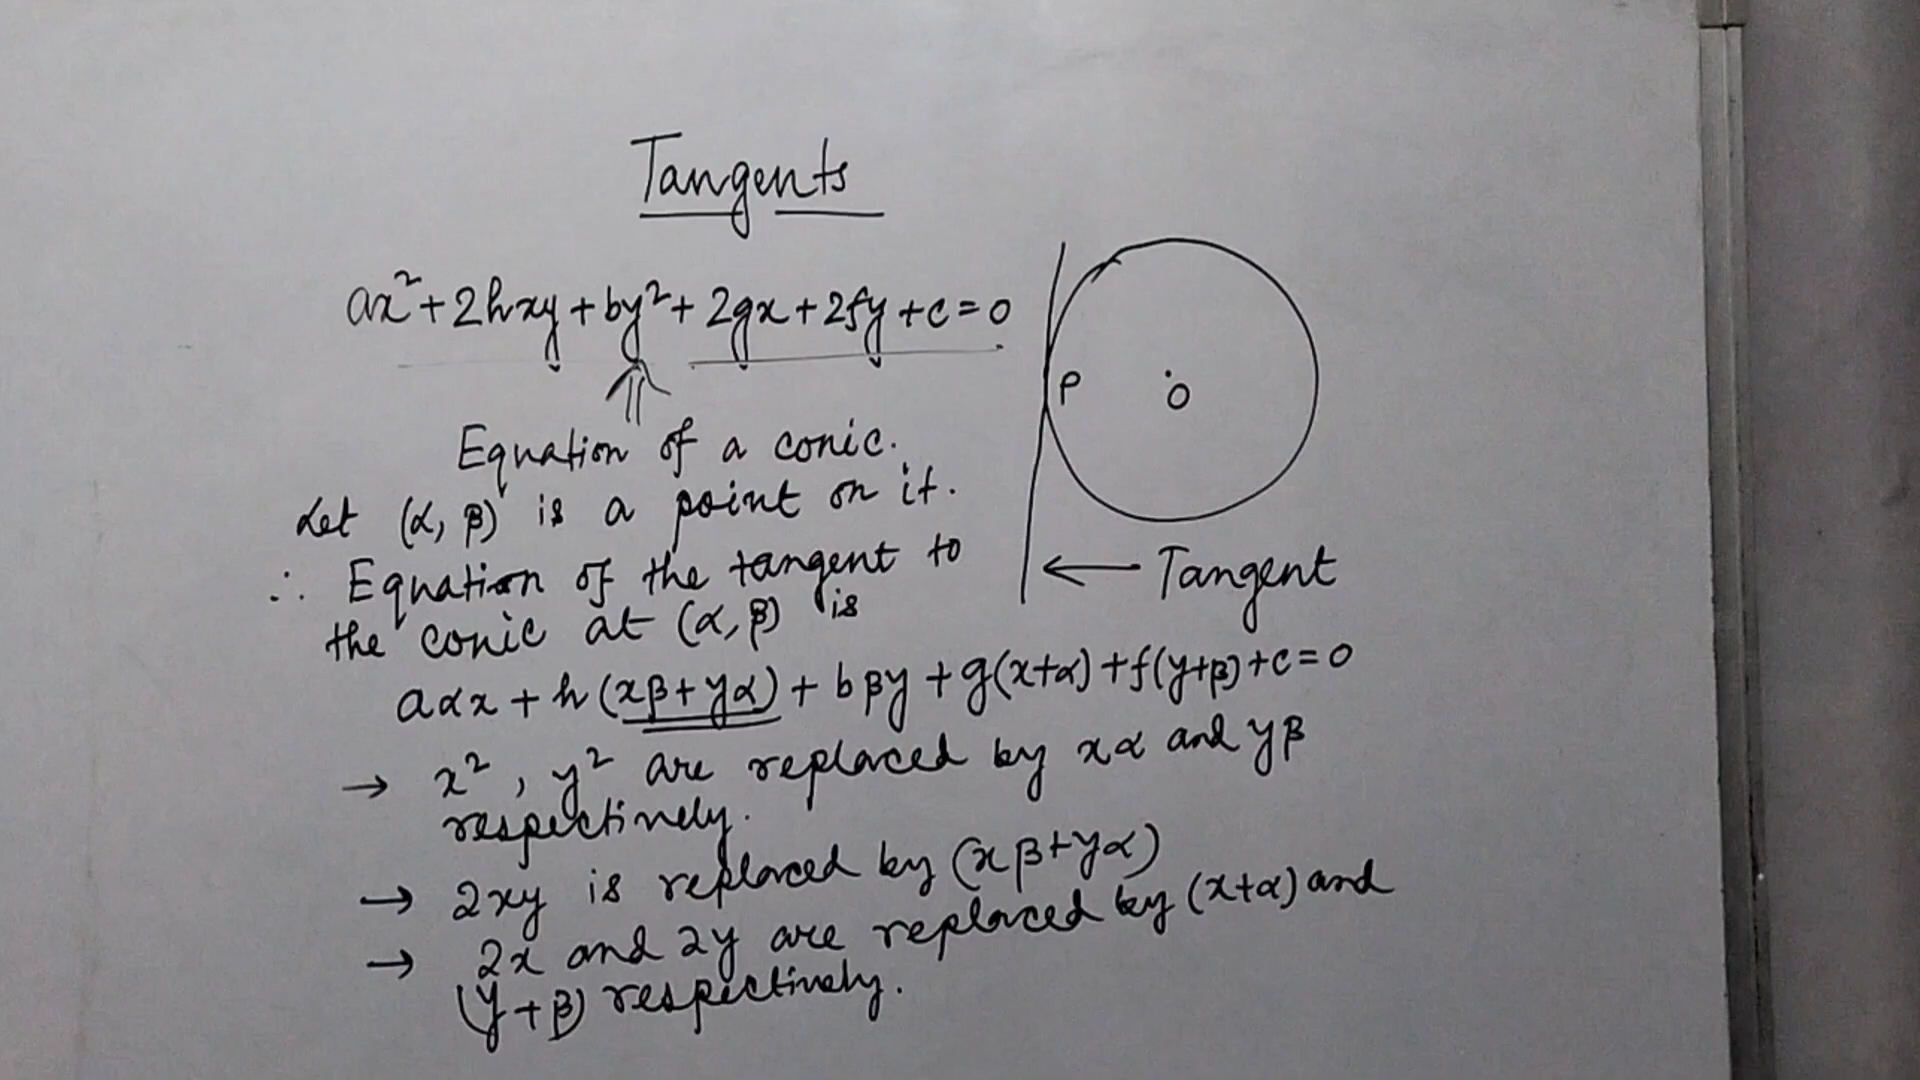 Tangents
ax²+2hxy+by²+2gx+2fy+c=0
P
O
Equation of a conic.
Let (α, β) is a point on it.
∴ Equation of the tangent to
the conic at (α, β) is
← Tangent
aαx + h(xβ+yα) + bβy + g(x+α) + f(y+β)+c=0
→ x², y² are replaced by xα and yβ
respectively.
→ 2xy is replaced by (xβ+yα)
→ 2x and 2y are replaced by (x+α) and
(y+β) respectively.